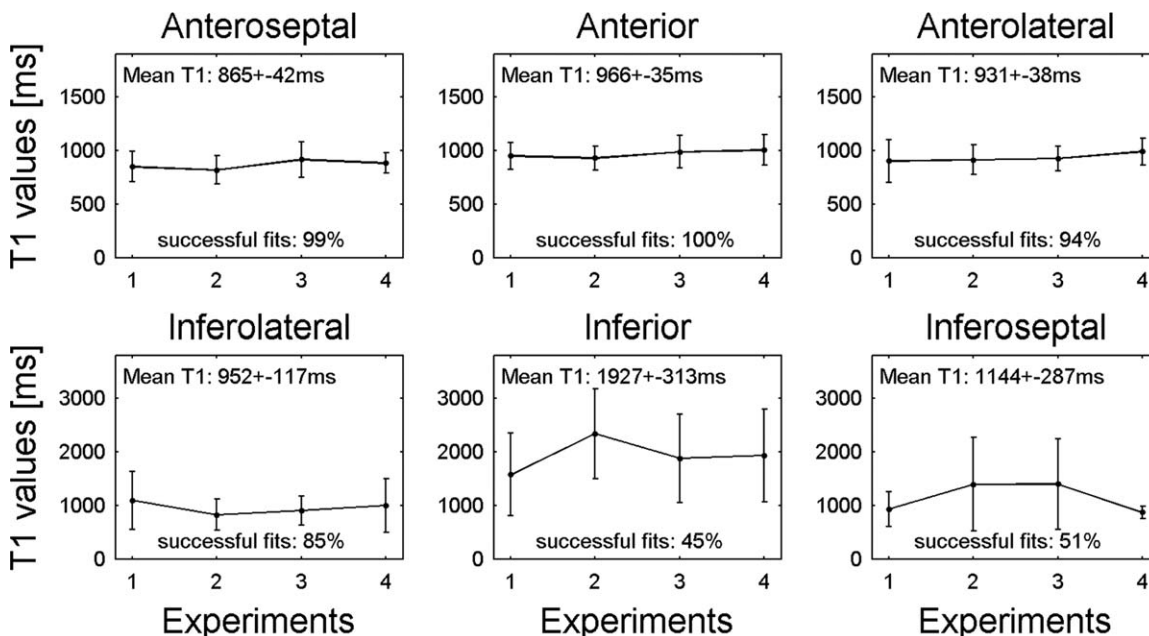 Anteroseptal
Anterior
Anterolateral
T1 values [ms]
1500
1000
500
0
Mean T1: 865+-42ms
successful fits: 99%
1 2 3 4
1500
1000
500
0
Mean T1: 966+-35ms
successful fits: 100%
1 2 3 4
1500
1000
500
0
Mean T1: 931+-38ms
successful fits: 94%
1 2 3 4
Inferolateral
Inferior
Inferoseptal
T1 values [ms]
3000
2000
1000
0
Mean T1: 952+-117ms
successful fits: 85%
1 2 3 4
3000
2000
1000
0
Mean T1: 1927+-313ms
successful fits: 45%
1 2 3 4
3000
2000
1000
0
Mean T1: 1144+-287ms
successful fits: 51%
1 2 3 4
Experiments
Experiments
Experiments